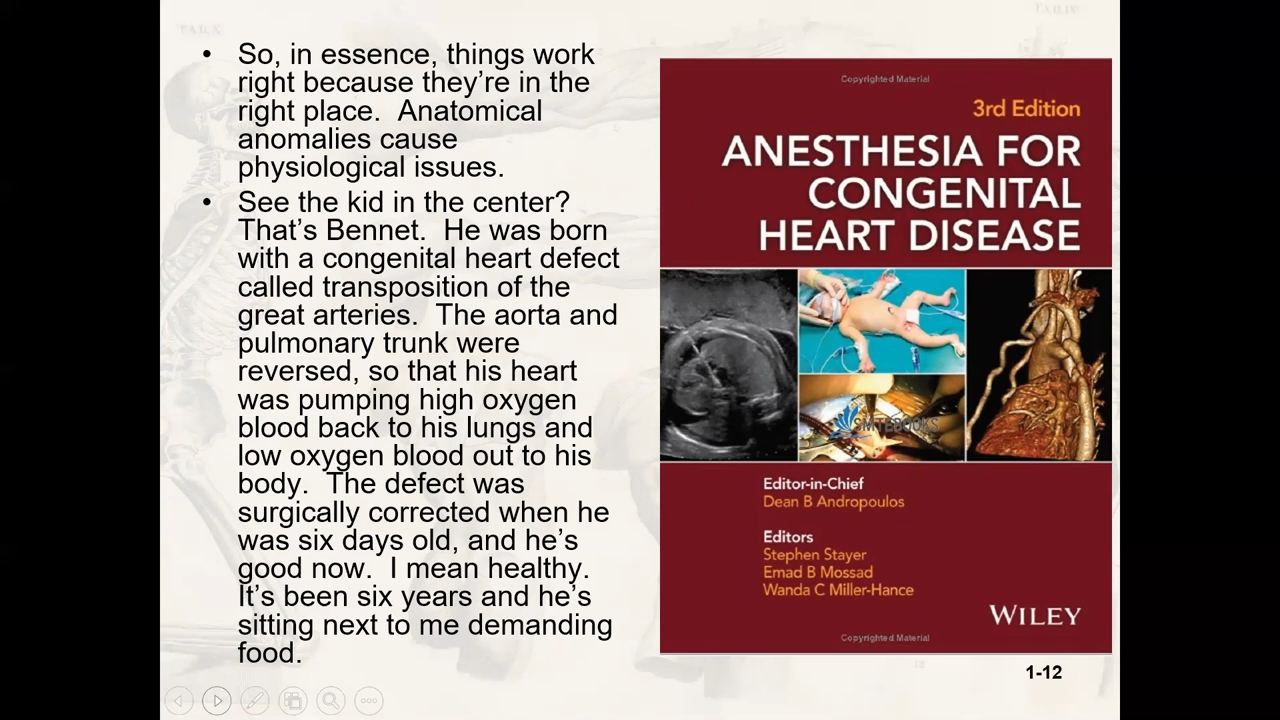 • So, in essence, things work
right because they’re in the
right place.  Anatomical
anomalies cause
physiological issues.
• See the kid in the center?
That’s Bennet.  He was born
with a congenital heart defect
called transposition of the
great arteries.  The aorta and
pulmonary trunk were
reversed, so that his heart
was pumping high oxygen
blood back to his lungs and
low oxygen blood out to his
body.  The defect was
surgically corrected when he
was six days old, and he’s
good now.  I mean healthy.
It’s been six years and he’s
sitting next to me demanding
food.
Copyrighted Material
3rd Edition
ANESTHESIA FOR
CONGENITAL
HEART DISEASE
SMTEBOOKS
Editor-in-Chief
Dean B Andropoulos
Editors
Stephen Stayer
Emad B Mossad
Wanda C Miller-Hance
WILEY
Copyrighted Material
1-12